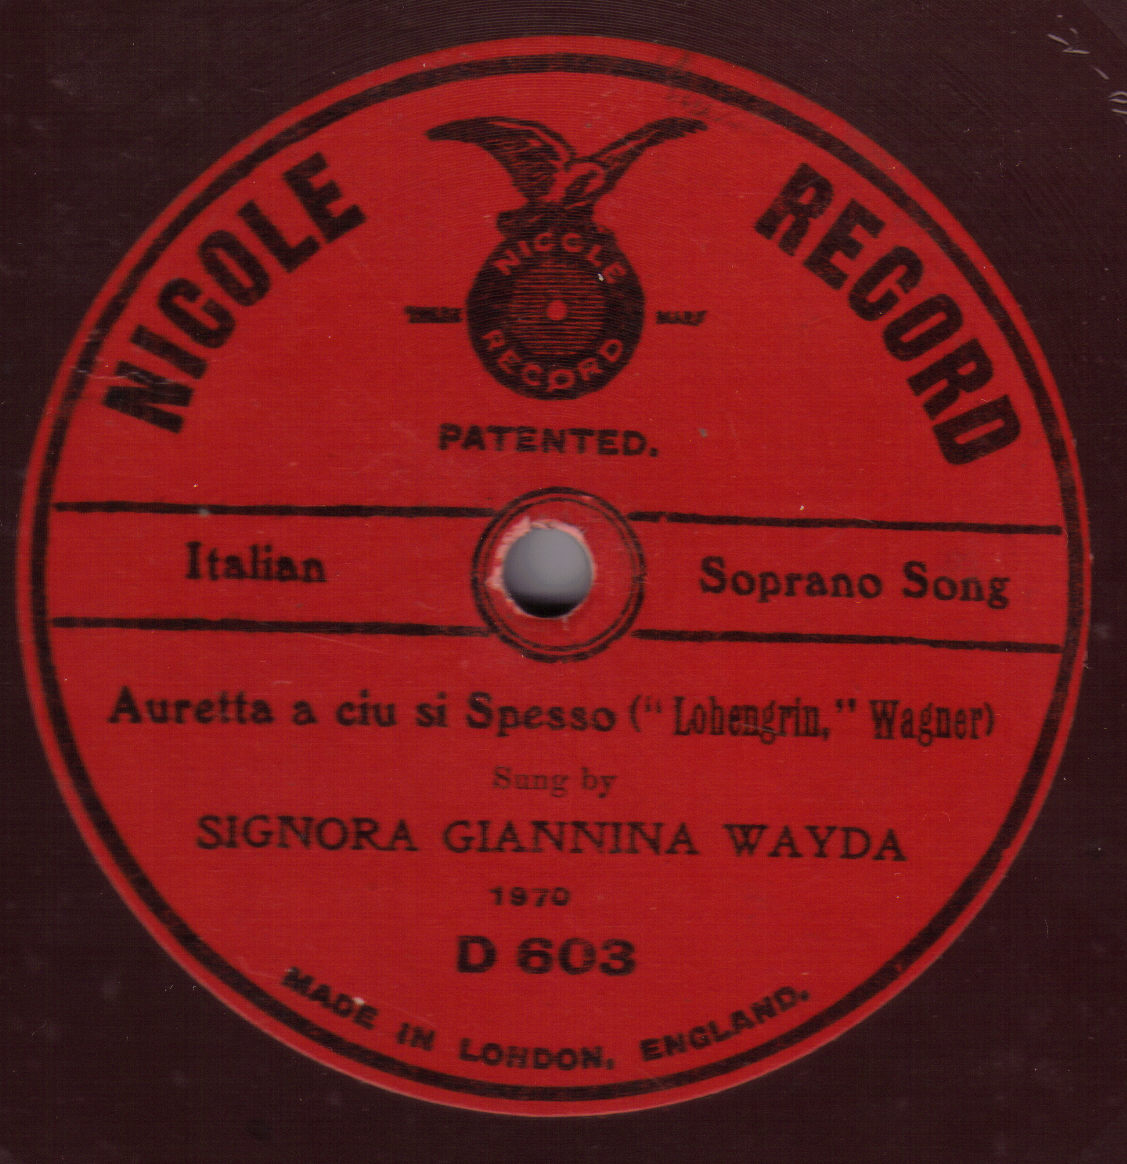 NICOLE RECORD
NICOLE
TRADE MARK
RECORD
PATENTED.
Italian Soprano Song
Auretta a ciu si Spesso ("Lohengrin," Wagner)
Sung by
SIGNORA GIANNINA WAYDA
1970
D 603
MADE IN LONDON, ENGLAND.